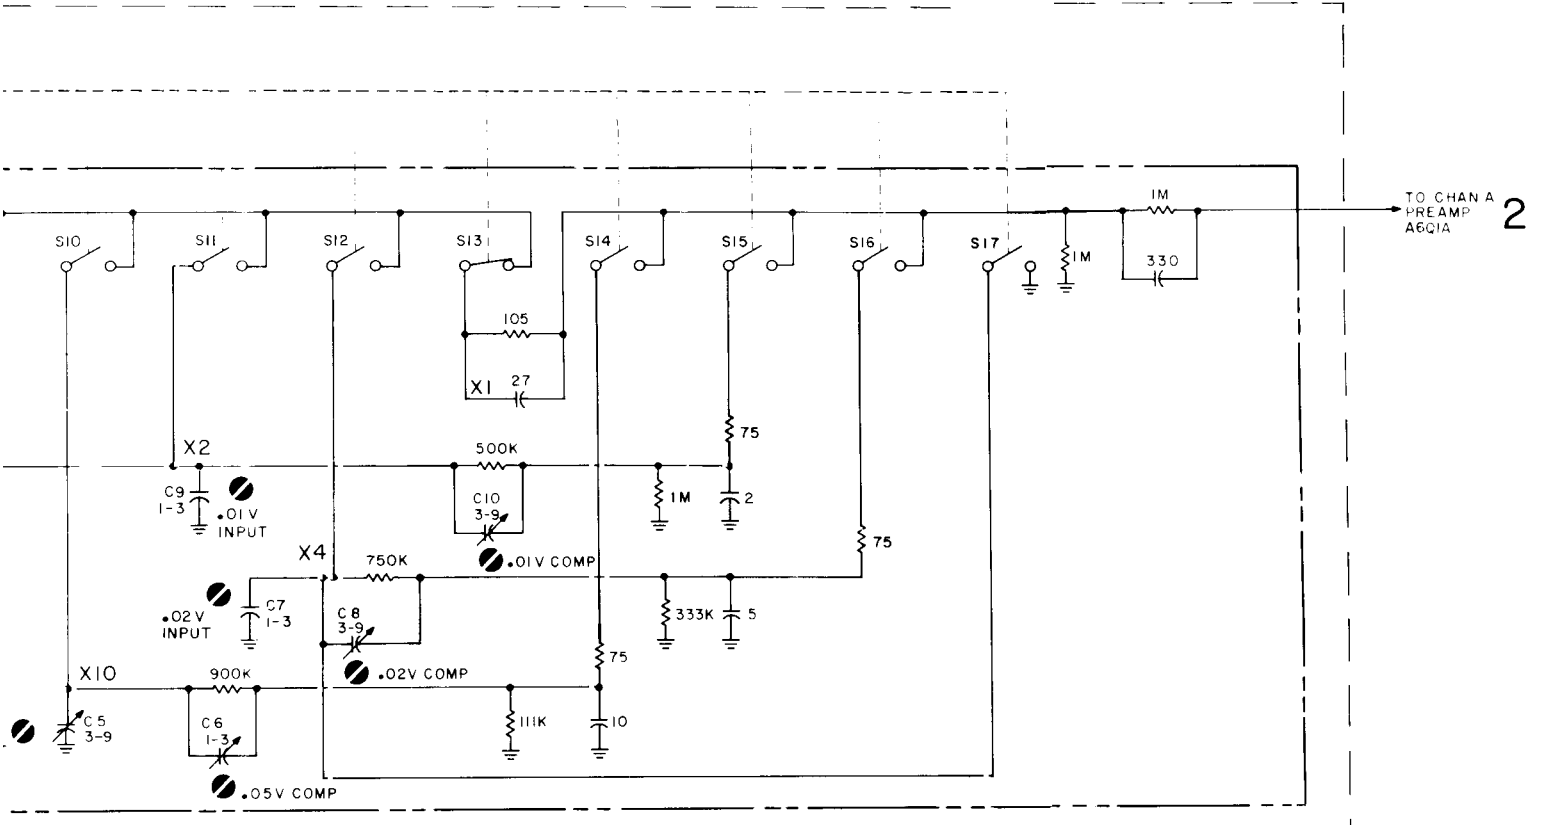 1M
TO CHAN A
PREAMP
A6Q1A
2
S10
S11
S12
S13
S14
S15
S16
S17
1M
330
105
X1
27
75
X2
500K
C9
1-3
.01V
INPUT
C10
3-9
1M
2
75
X4
750K
.01V COMP
.02V
INPUT
C7
1-3
C8
3-9
333K
5
75
.02V COMP
X10
900K
C5
3-9
C6
1-3
111K
10
.05V COMP